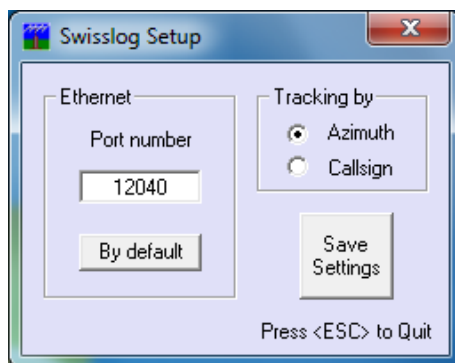 Swisslog Setup
Ethernet
Port number
12040
By default
Tracking by
Azimuth
Callsign
Save
Settings
Press <ESC> to Quit